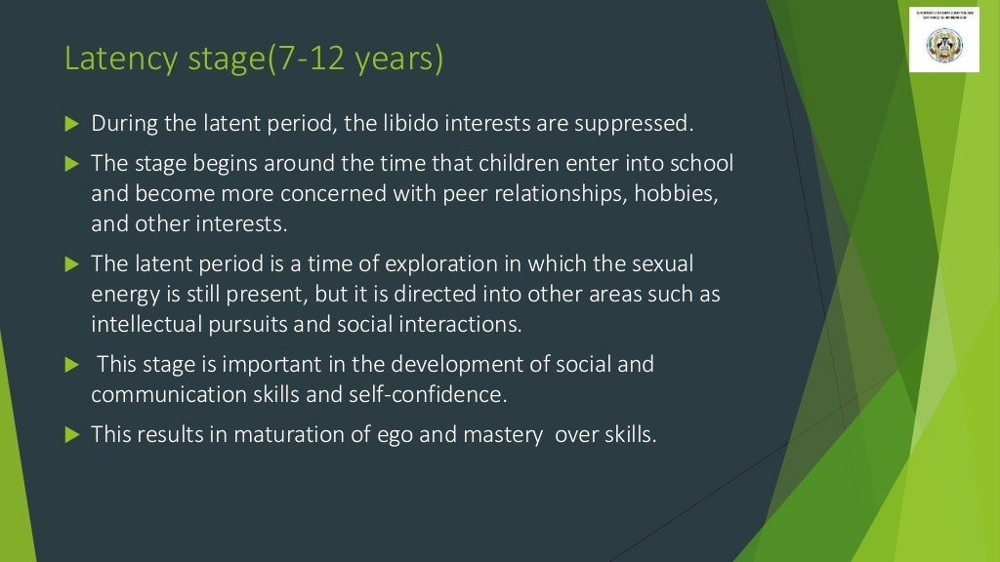 Latency stage(7-12 years)
During the latent period, the libido interests are suppressed.
The stage begins around the time that children enter into school
and become more concerned with peer relationships, hobbies,
and other interests.
The latent period is a time of exploration in which the sexual
energy is still present, but it is directed into other areas such as
intellectual pursuits and social interactions.
This stage is important in the development of social and
communication skills and self-confidence.
This results in maturation of ego and mastery  over skills.